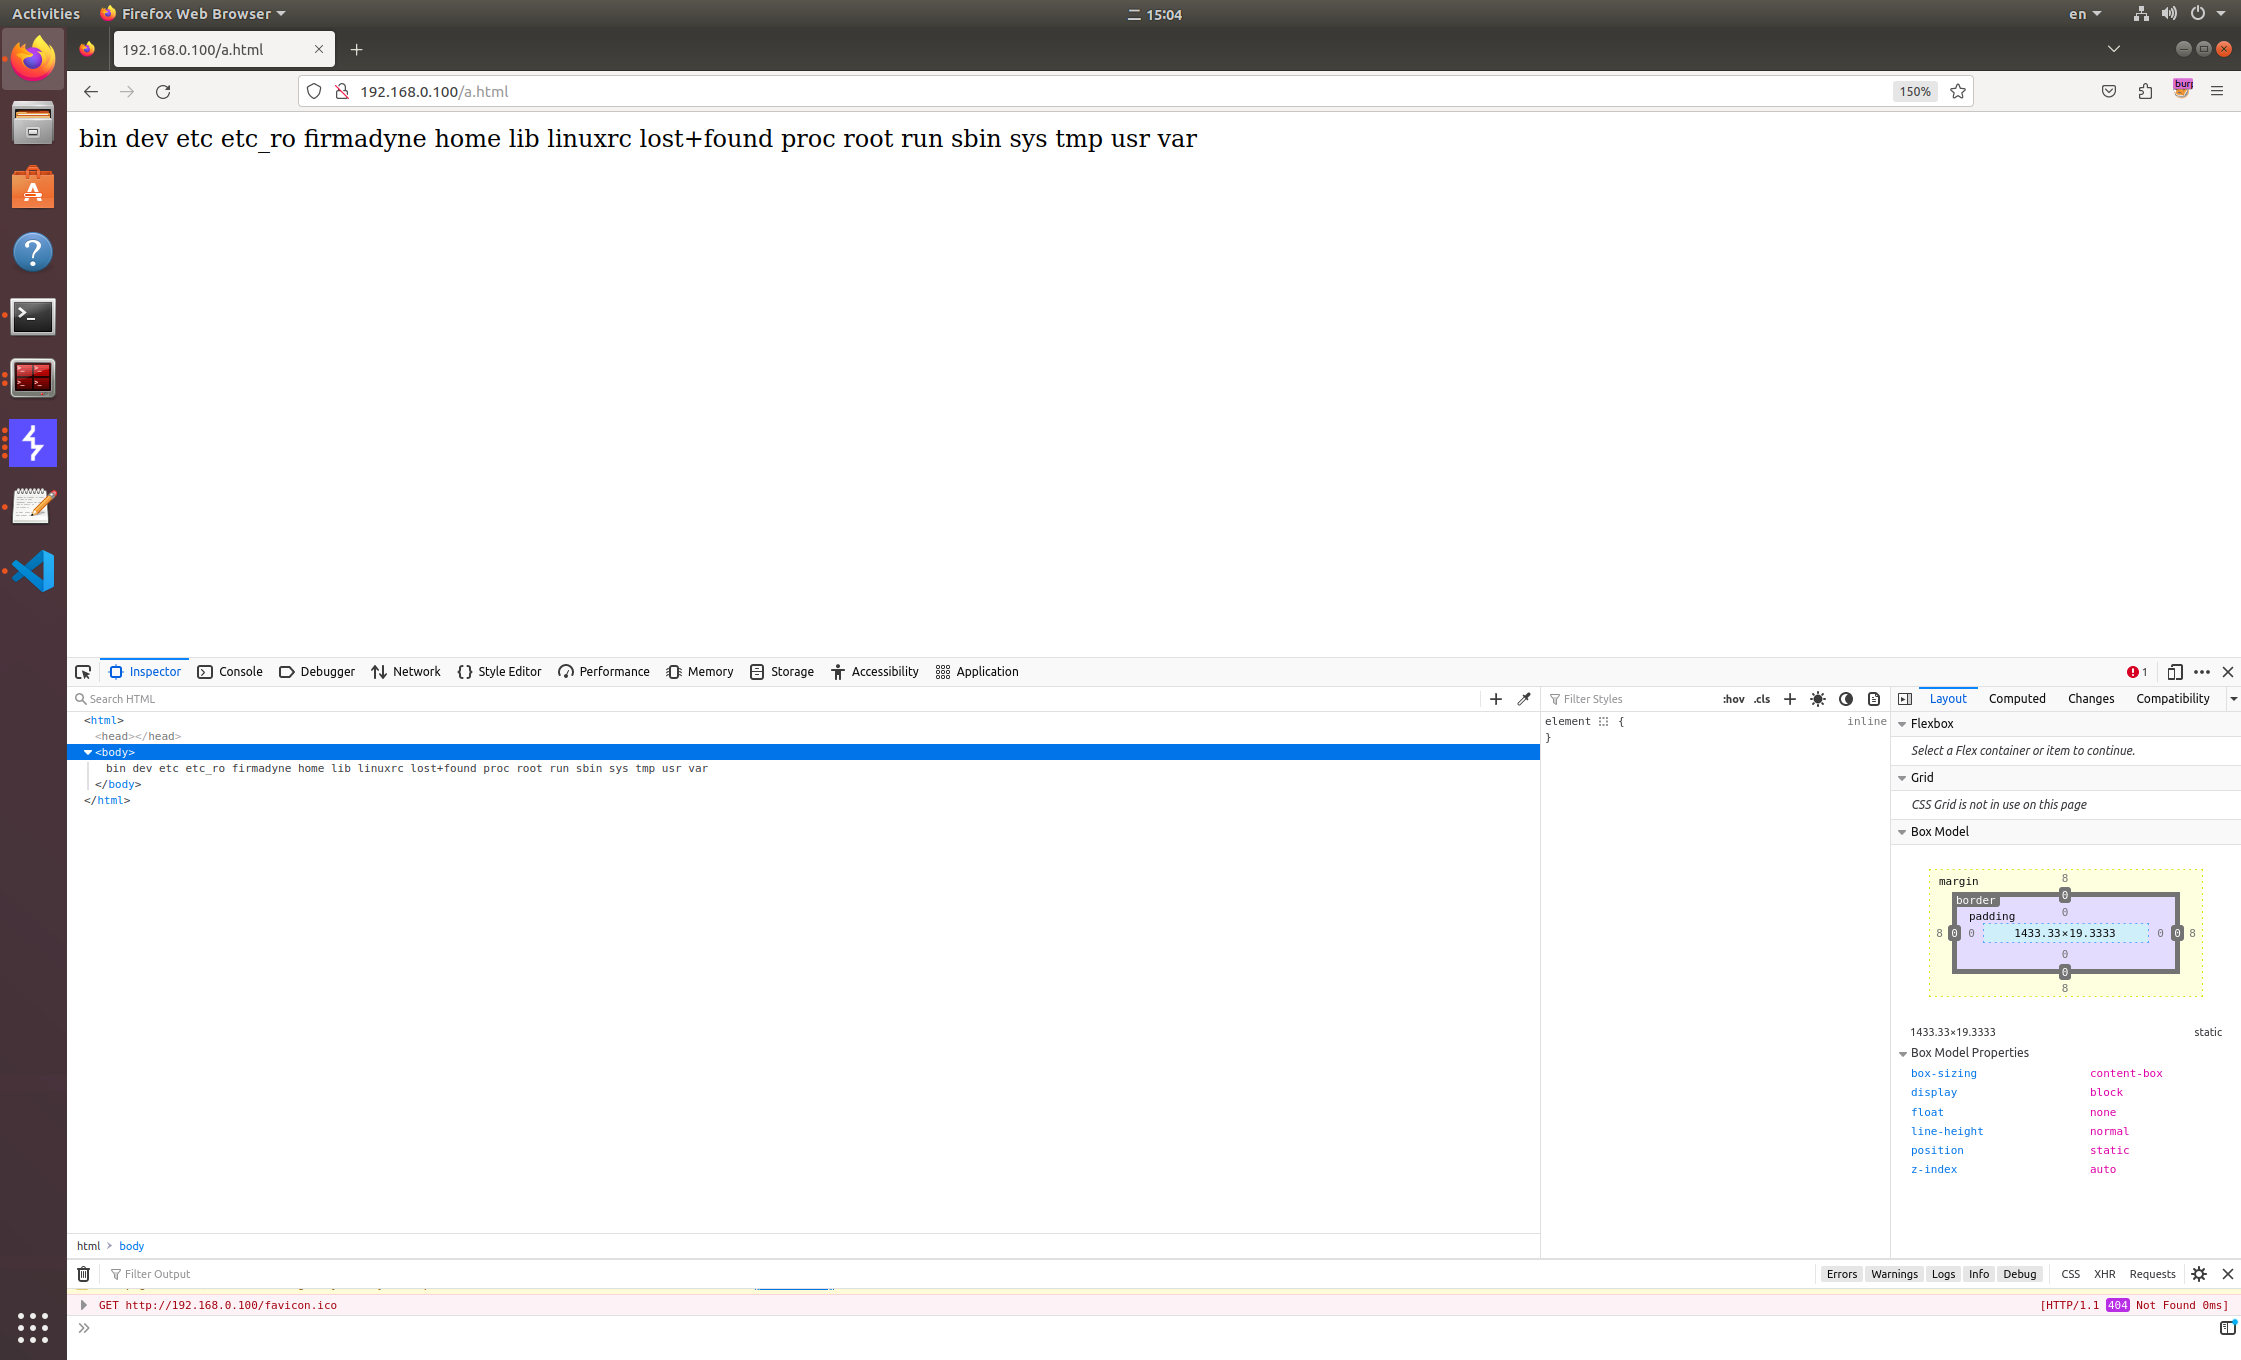 Activities Firefox Web Browser 二 15:04 en
192.168.0.100/a.html
192.168.0.100/a.html 150%
bin dev etc etc_ro firmadyne home lib linuxrc lost+found proc root run sbin sys tmp usr var
Inspector Console Debugger Network Style Editor Performance Memory Storage Accessibility Application 1
Search HTML
<html>
<head></head>
<body>
bin dev etc etc_ro firmadyne home lib linuxrc lost+found proc root run sbin sys tmp usr var
</body>
</html>
html > body
Filter Styles :hov .cls
element { inline
}
Layout Computed Changes Compatibility
Flexbox
Select a Flex container or item to continue.
Grid
CSS Grid is not in use on this page
Box Model
margin 8
border 0
padding 0
8 0 0 1433.33×19.3333 0 0 8
0
0
8
1433.33×19.3333 static
Box Model Properties
box-sizing content-box
display block
float none
line-height normal
position static
z-index auto
Filter Output Errors Warnings Logs Info Debug CSS XHR Requests
GET http://192.168.0.100/favicon.ico [HTTP/1.1 404 Not Found 0ms]